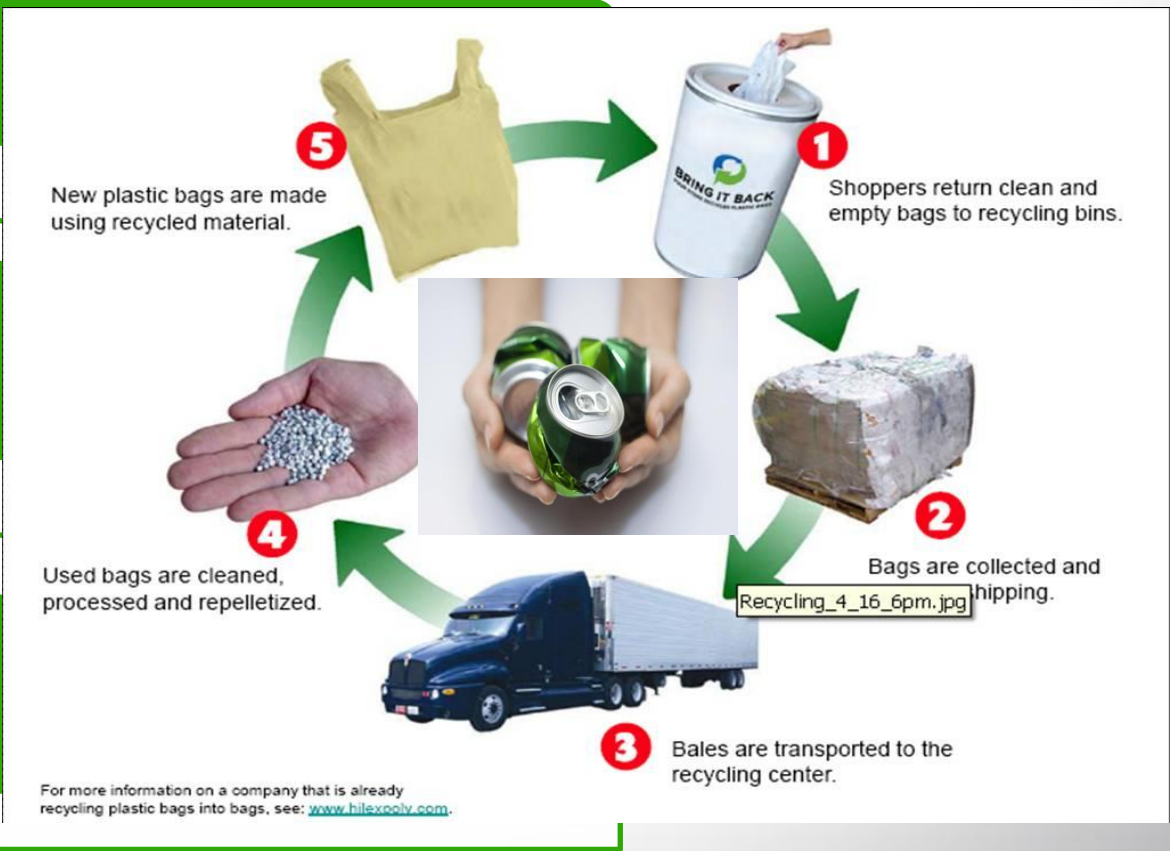 5
New plastic bags are made
using recycled material.
BRING IT BACK
1
Shoppers return clean and
empty bags to recycling bins.
2
Bags are collected and
shipping.
Recycling_4_16_6pm.jpg
3
Bales are transported to the
recycling center.
4
Used bags are cleaned,
processed and repelletized.
For more information on a company that is already
recycling plastic bags into bags, see: www.hilexpoly.com.